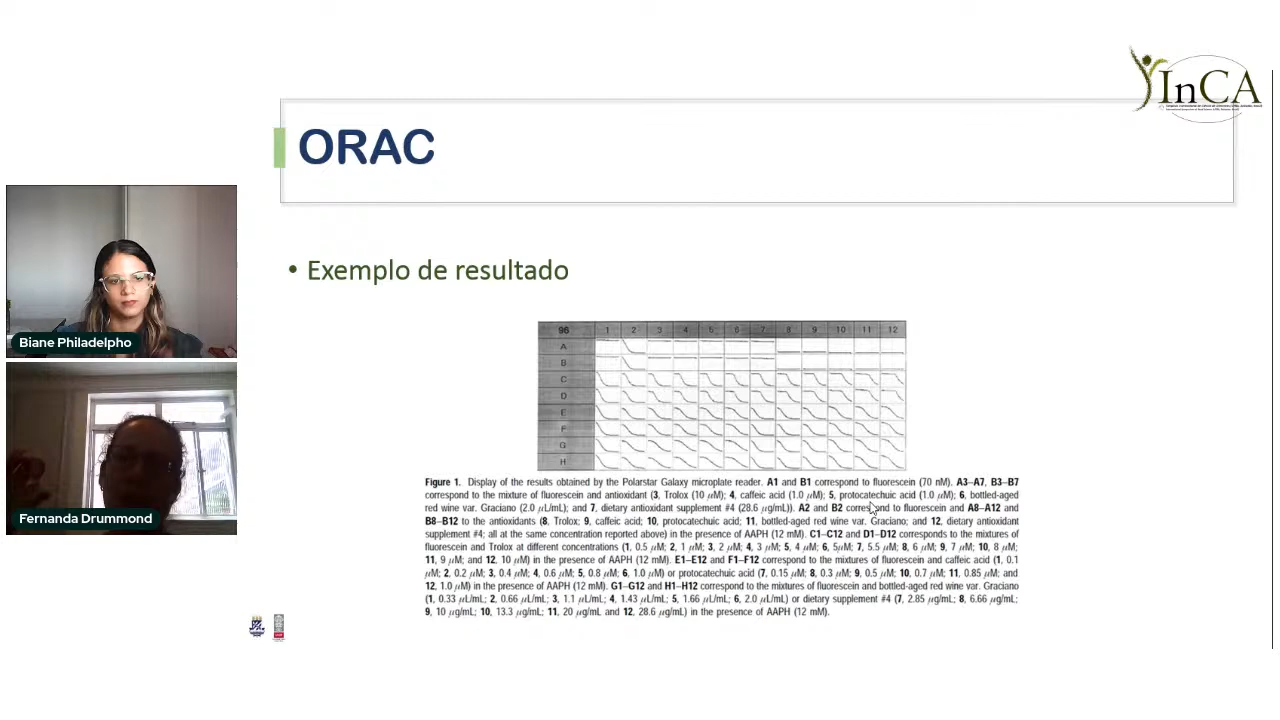 InCA
ORAC
• Exemplo de resultado
Biane Philadelpho
Fernanda Drummond
96 1 2 3 4 5 6 7 8 9 10 11 12
A
B
C
D
E
F
G
H
Figure 1. Display of the results obtained by the Polarstar Galaxy microplate reader. A1 and B1 correspond to fluorescein (70 nM). A3–A7, B3–B7
correspond to the mixture of fluorescein and antioxidant (3, Trolox (10 μM); 4, caffeic acid (1.0 μM); 5, protocatechuic acid (1.0 μM); 6, bottled-aged
red wine var. Graciano (2.0 μL/mL); and 7, dietary antioxidant supplement #4 (28.6 μg/mL)). A2 and B2 correspond to fluorescein and A8–A12 and
B8–B12 to the antioxidants (8, Trolox; 9, caffeic acid; 10, protocatechuic acid; 11, bottled-aged red wine var. Graciano; and 12, dietary antioxidant
supplement #4; all at the same concentration reported above) in the presence of AAPH (12 mM). C1–C12 and D1–D12 corresponds to the mixtures of
fluorescein and Trolox at different concentrations (1, 0.5 μM; 2, 1 μM; 3, 2 μM; 4, 3 μM; 5, 4 μM; 6, 5μM; 7, 5.5 μM; 8, 6 μM; 9, 7 μM; 10, 8 μM;
11, 9 μM; and 12, 10 μM) in the presence of AAPH (12 mM). E1–E12 and F1–F12 correspond to the mixtures of fluorescein and caffeic acid (1, 0.1
μM; 2, 0.2 μM; 3, 0.4 μM; 4, 0.6 μM; 5, 0.8 μM; 6, 1.0 μM) or protocatechuic acid (7, 0.15 μM; 8, 0.3 μM; 9, 0.5 μM; 10, 0.7 μM; 11, 0.85 μM; and
12, 1.0 μM) in the presence of AAPH (12 mM). G1–G12 and H1–H12 correspond to the mixtures of fluorescein and bottled-aged red wine var. Graciano
(1, 0.33 μL/mL; 2, 0.66 μL/mL; 3, 1.1 μL/mL; 4, 1.43 μL/mL; 5, 1.66 μL/mL; 6, 2.0 μL/mL) or dietary supplement #4 (7, 2.85 μg/mL; 8, 6.66 μg/mL;
9, 10 μg/mL; 10, 13.3 μg/mL; 11, 20 μg/mL and 12, 28.6 μg/mL) in the presence of AAPH (12 mM).